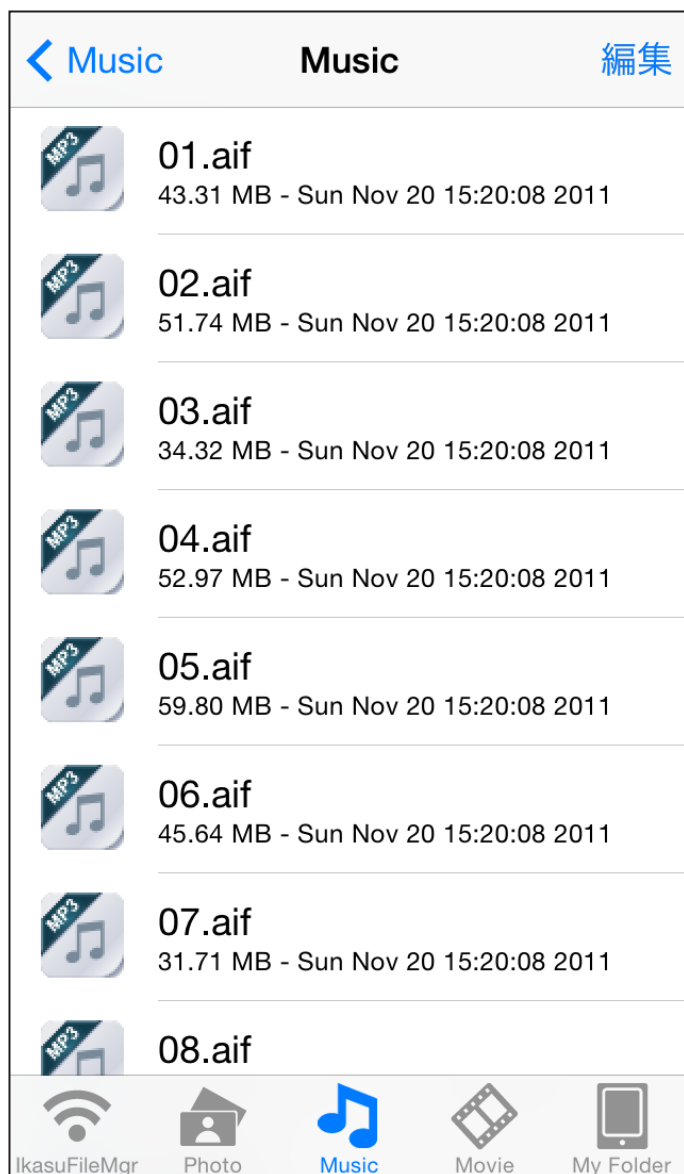 Music
Music
編集
MP3
01.aif
43.31 MB - Sun Nov 20 15:20:08 2011
MP3
02.aif
51.74 MB - Sun Nov 20 15:20:08 2011
MP3
03.aif
34.32 MB - Sun Nov 20 15:20:08 2011
MP3
04.aif
52.97 MB - Sun Nov 20 15:20:08 2011
MP3
05.aif
59.80 MB - Sun Nov 20 15:20:08 2011
MP3
06.aif
45.64 MB - Sun Nov 20 15:20:08 2011
MP3
07.aif
31.71 MB - Sun Nov 20 15:20:08 2011
MP3
08.aif
IkasuFileMgr
Photo
Music
Movie
My Folder